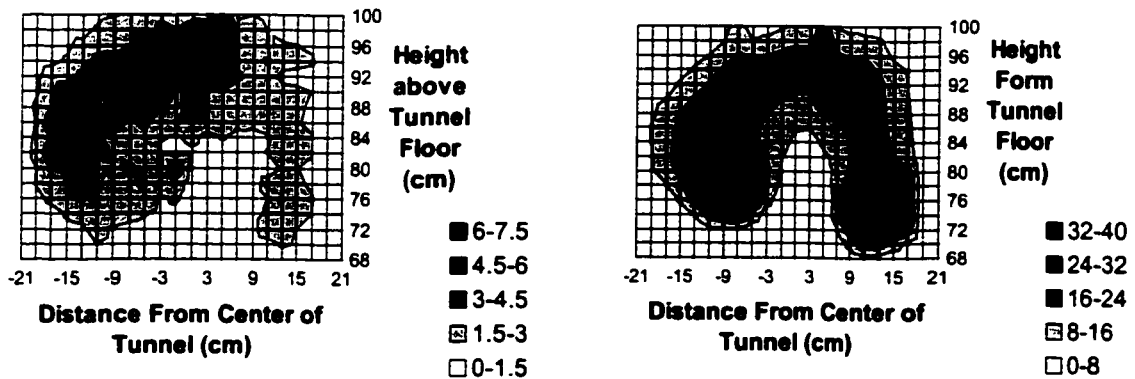 100
96
92
88
84
80
76
72
68
Height
above
Tunnel
Floor
(cm)
-21 -15 -9 -3 3 9 15 21
Distance From Center of
Tunnel (cm)
6-7.5
4.5-6
3-4.5
1.5-3
0-1.5
100
96
92
88
84
80
76
72
68
Height
Form
Tunnel
Floor
(cm)
-21 -15 -9 -3 3 9 15 21
Distance From Center of
Tunnel (cm)
32-40
24-32
16-24
8-16
0-8